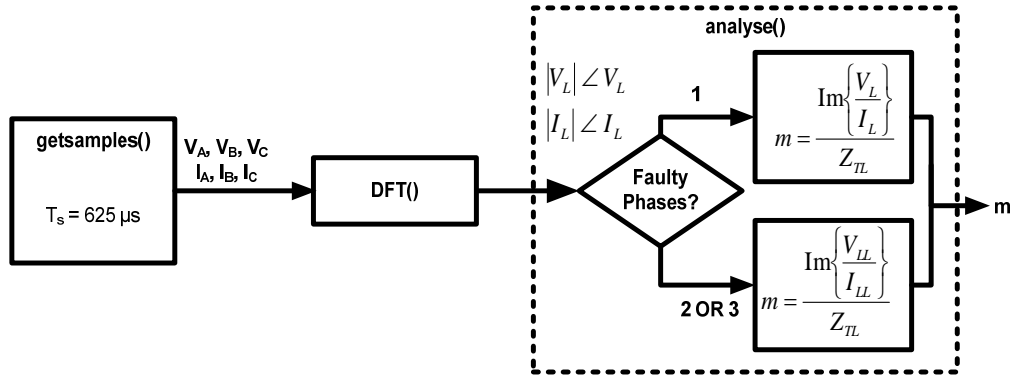 getsamples()
T_s = 625 µs
V_A, V_B, V_C
I_A, I_B, I_C
DFT()
analyse()
|V_L| ∠V_L
|I_L| ∠I_L
Faulty
Phases?
1
m = Im{V_L / I_L} / Z_TL
2 OR 3
m = Im{V_LL / I_LL} / Z_TL
m